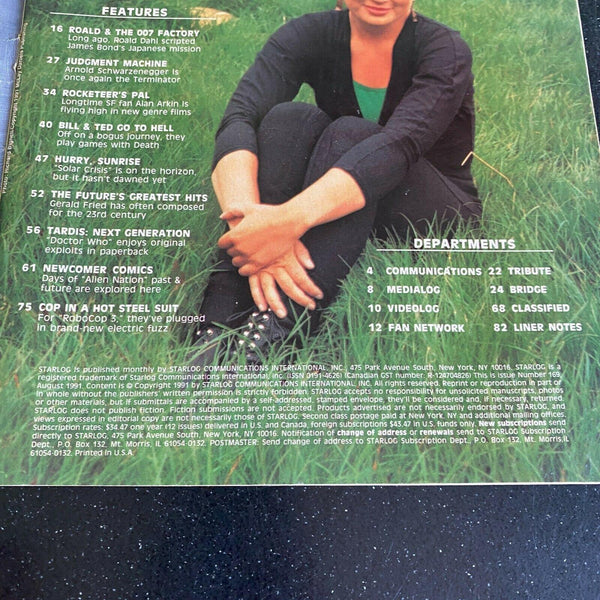 FEATURES
16 ROALD & THE 007 FACTORY
Long ago, Roald Dahl scripted
James Bond's Japanese mission
27 JUDGMENT MACHINE
Arnold Schwarzenegger is
once again the Terminator
34 ROCKETEER'S PAL
Longtime SF fan Alan Arkin is
flying high in new genre films
40 BILL & TED GO TO HELL
Off on a bogus journey, they
play games with Death
47 HURRY, SUNRISE
"Solar Crisis" is on the horizon,
but it hasn't dawned yet
52 THE FUTURE'S GREATEST HITS
Gerald Fried has often composed
for the 23rd century
56 TARDIS: NEXT GENERATION
"Doctor Who" enjoys original
exploits in paperback
61 NEWCOMER COMICS
Days of "Alien Nation" past &
future are explored here
75 COP IN A HOT STEEL SUIT
For "RoboCop 3," they've plugged
in brand-new electric fuzz
DEPARTMENTS
4 COMMUNICATIONS 22 TRIBUTE
8 MEDIALOG 24 BRIDGE
10 VIDEOLOG 68 CLASSIFIED
12 FAN NETWORK 82 LINER NOTES
STARLOG is published monthly by STARLOG COMMUNICATIONS INTERNATIONAL, INC., 475 Park Avenue South, New York, NY 10016. STARLOG is a
registered trademark of Starlog Communications International, Inc. (ISSN 0191-4626) (Canadian GST number: R-124704826) This is issue Number 169,
August 1991. Content is © Copyright 1991 by STARLOG COMMUNICATIONS INTERNATIONAL, INC. All rights reserved. Reprint or reproduction in part or
in whole without the publishers' written permission is strictly forbidden. STARLOG accepts no responsibility for unsolicited manuscripts, photos
or other materials, but if submittals are accompanied by a self-addressed, stamped envelope, they'll be considered and, if necessary, returned.
STARLOG does not publish fiction. Fiction submissions are not accepted. Products advertised are not necessarily endorsed by STARLOG, and
views expressed in editorial copy are not necessarily those of STARLOG. Second class postage paid at New York, NY and additional mailing offices.
Subscription rates: $34.47 one year (12 issues) delivered in U.S. and Canada, foreign subscriptions $43.47 in U.S. funds only. New subscriptions send
directly to STARLOG, 475 Park Avenue South, New York, NY 10016. Notification of change of address or renewals send to STARLOG Subscription
Dept., P.O. Box 132, Mt. Morris, IL 61054-0132. POSTMASTER: Send change of address to STARLOG Subscription Dept., P.O. Box 132, Mt. Morris, IL
61054-0132. Printed in U.S.A.